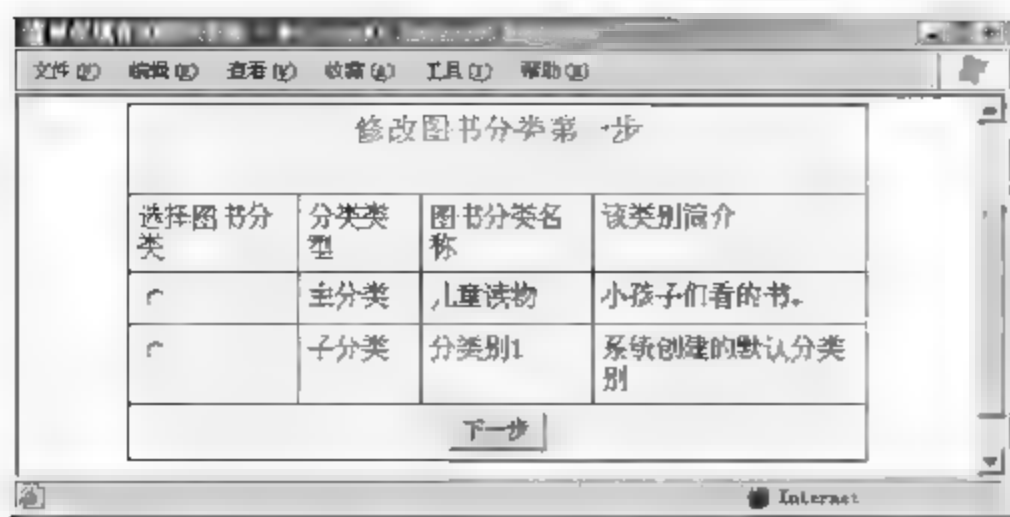 文件(F) 编辑(E) 查看(V) 收藏(A) 工具(T) 帮助(H)
修改图书分类第一步
选择图书分类 分类类型 图书分类名称 该类别简介
主分类 儿童读物 小孩子们看的书。
子分类 分类别1 系统创建的默认分类别
下一步
Internet